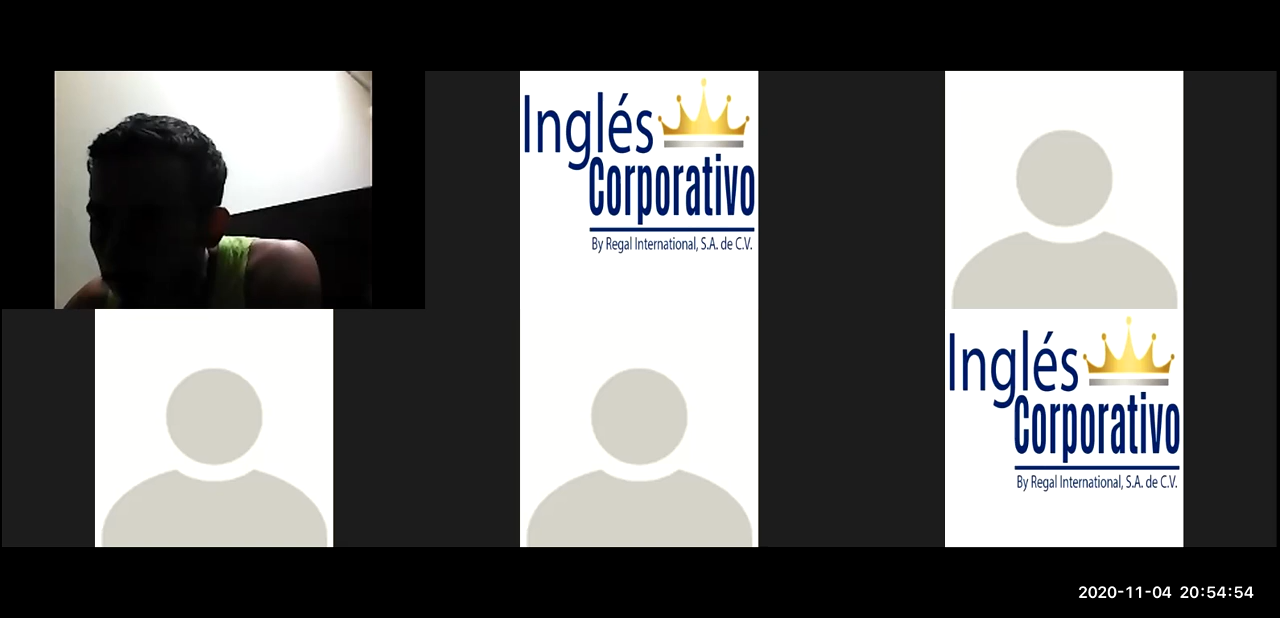 Inglés
Corporativo
By Regal International, S.A. de C.V.
Inglés
Corporativo
By Regal International, S.A. de C.V.
2020-11-04 20:54:54